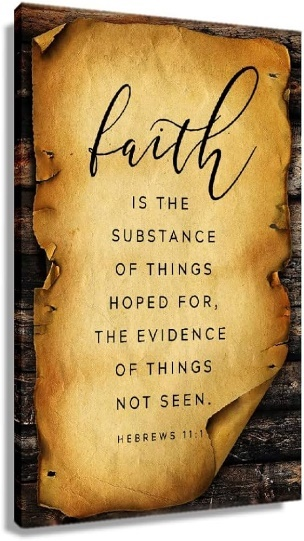 faith
IS THE
SUBSTANCE
OF THINGS
HOPED FOR,
THE EVIDENCE
OF THINGS
NOT SEEN.
HEBREWS 11:1